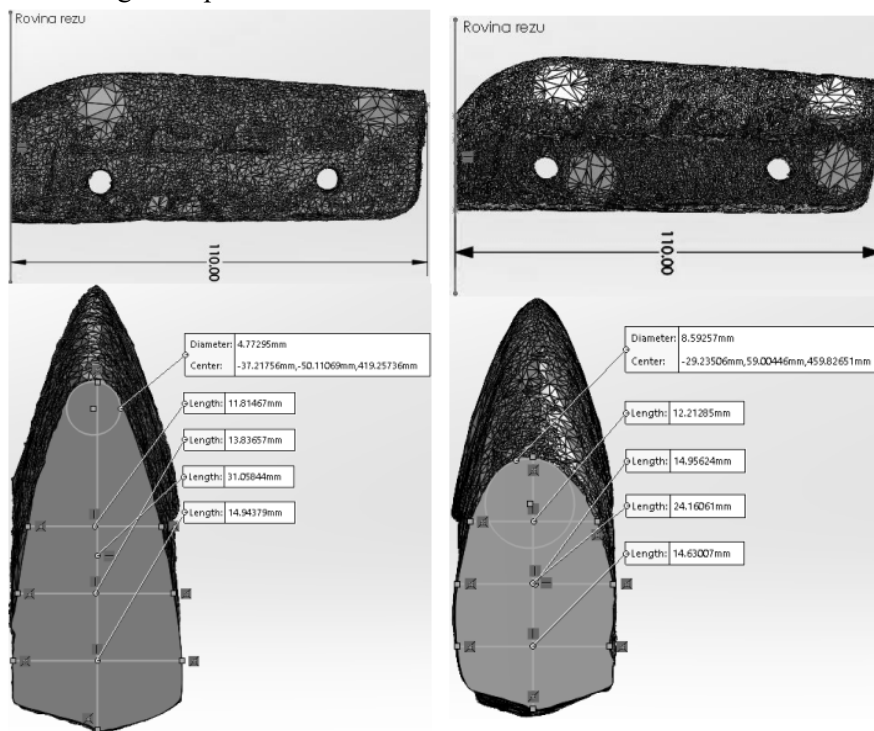 Rovina rezu
110.00
Rovina rezu
110.00
Diameter: 4.77295mm
Center: -37.21756mm,-50.11069mm,419.25736mm
Length: 11.81467mm
Length: 13.83657mm
Length: 31.05844mm
Length: 14.94379mm
Diameter: 8.59257mm
Center: -29.23506mm,59.00446mm,459.82651mm
Length: 12.21285mm
Length: 14.95624mm
Length: 24.16061mm
Length: 14.63007mm